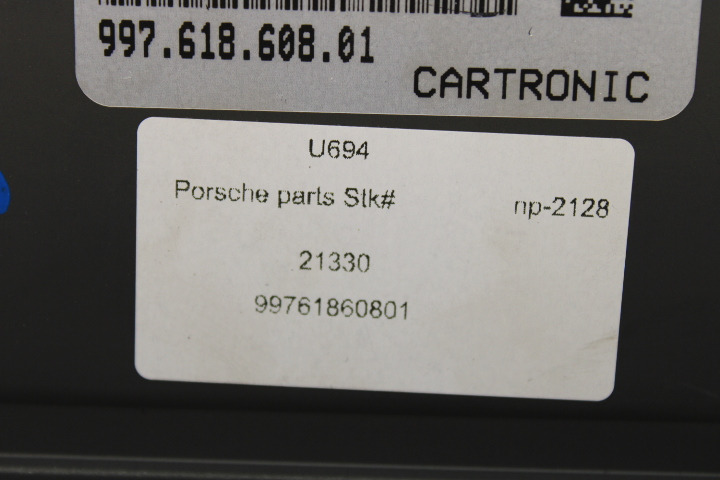 997.618.608.01
CARTRONIC
U694
Porsche parts Stk# np-2128
21330
99761860801